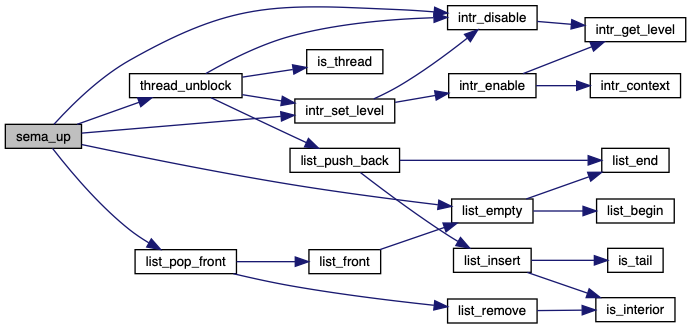 sema_up
thread_unblock
list_pop_front
is_thread
intr_set_level
list_push_back
list_front
intr_disable
intr_enable
list_empty
list_insert
list_remove
intr_get_level
intr_context
list_end
list_begin
is_tail
is_interior